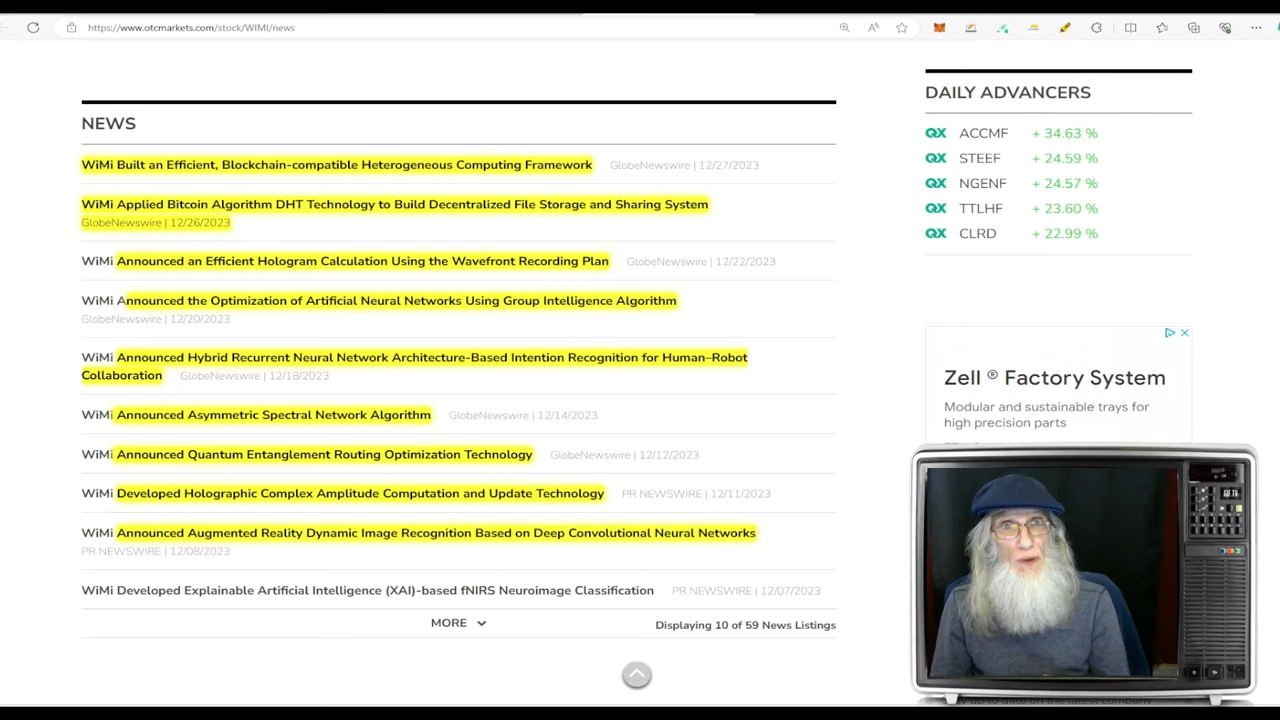 https://www.otcmarkets.com/stock/WIMI/news
NEWS
WiMi Built an Efficient, Blockchain-compatible Heterogeneous Computing Framework GlobeNewswire | 12/27/2023
WiMi Applied Bitcoin Algorithm DHT Technology to Build Decentralized File Storage and Sharing System
GlobeNewswire | 12/26/2023
WiMi Announced an Efficient Hologram Calculation Using the Wavefront Recording Plan GlobeNewswire | 12/22/2023
WiMi Announced the Optimization of Artificial Neural Networks Using Group Intelligence Algorithm
GlobeNewswire | 12/20/2023
WiMi Announced Hybrid Recurrent Neural Network Architecture-Based Intention Recognition for Human–Robot
Collaboration GlobeNewswire | 12/18/2023
WiMi Announced Asymmetric Spectral Network Algorithm GlobeNewswire | 12/14/2023
WiMi Announced Quantum Entanglement Routing Optimization Technology GlobeNewswire | 12/12/2023
WiMi Developed Holographic Complex Amplitude Computation and Update Technology PR NEWSWIRE | 12/11/2023
WiMi Announced Augmented Reality Dynamic Image Recognition Based on Deep Convolutional Neural Networks
PR NEWSWIRE | 12/08/2023
WiMi Developed Explainable Artificial Intelligence (XAI)-based fNIRS Neuroimage Classification PR NEWSWIRE | 12/07/2023
MORE
Displaying 10 of 59 News Listings
DAILY ADVANCERS
QX ACCMF + 34.63 %
QX STEEF + 24.59 %
QX NGENF + 24.57 %
QX TTLHF + 23.60 %
QX CLRD + 22.99 %
Zell ® Factory System
Modular and sustainable trays for
high precision parts